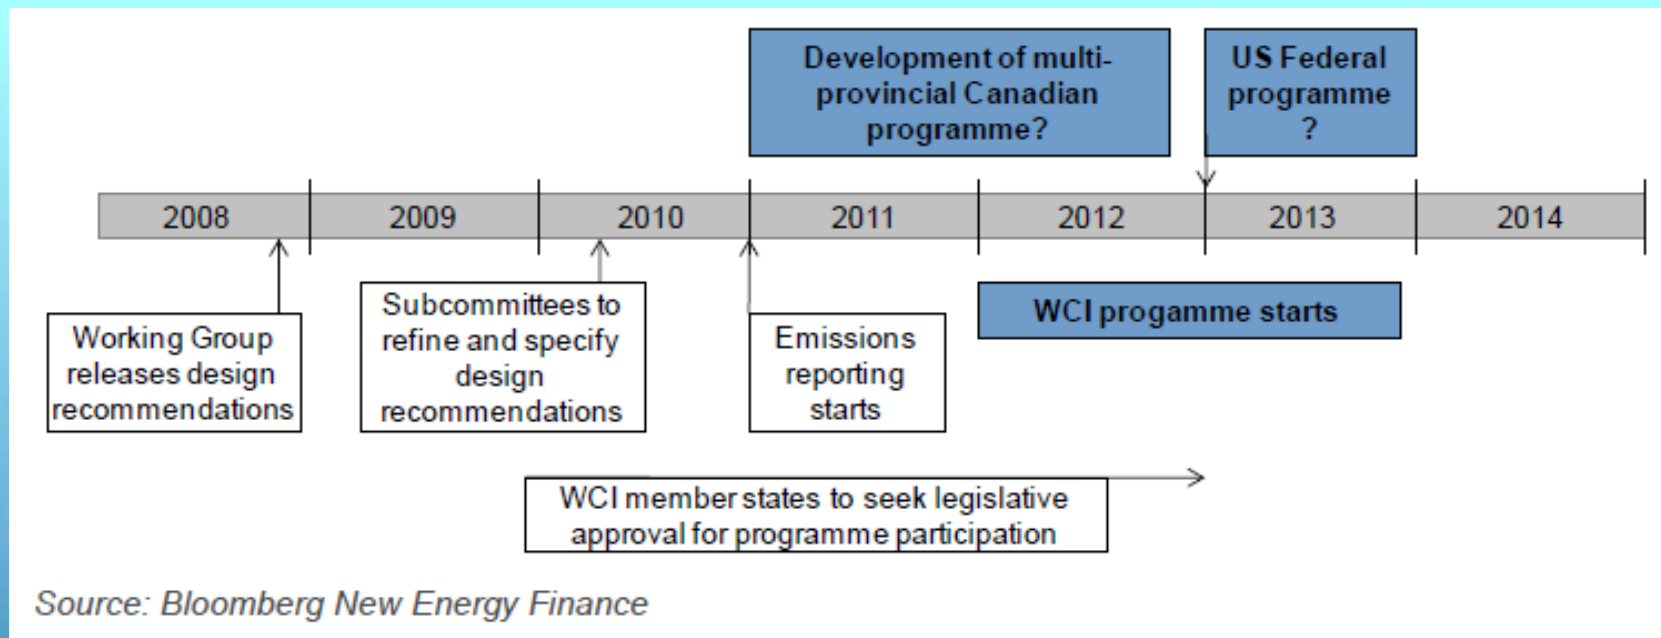 Development of multi-
provincial Canadian
programme?
US Federal
programme
?
2008
2009
2010
2011
2012
2013
2014
Working Group
releases design
recommendations
Subcommittees to
refine and specify
design
recommendations
Emissions
reporting
starts
WCI progamme starts
WCI member states to seek legislative
approval for programme participation
Source: Bloomberg New Energy Finance